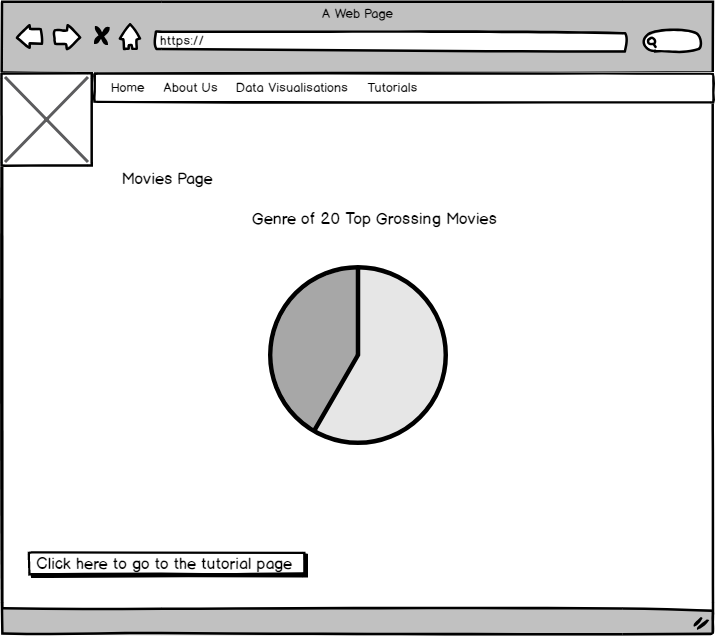 A Web Page
https://
Home About Us Data Visualisations Tutorials
Movies Page
Genre of 20 Top Grossing Movies
Click here to go to the tutorial page